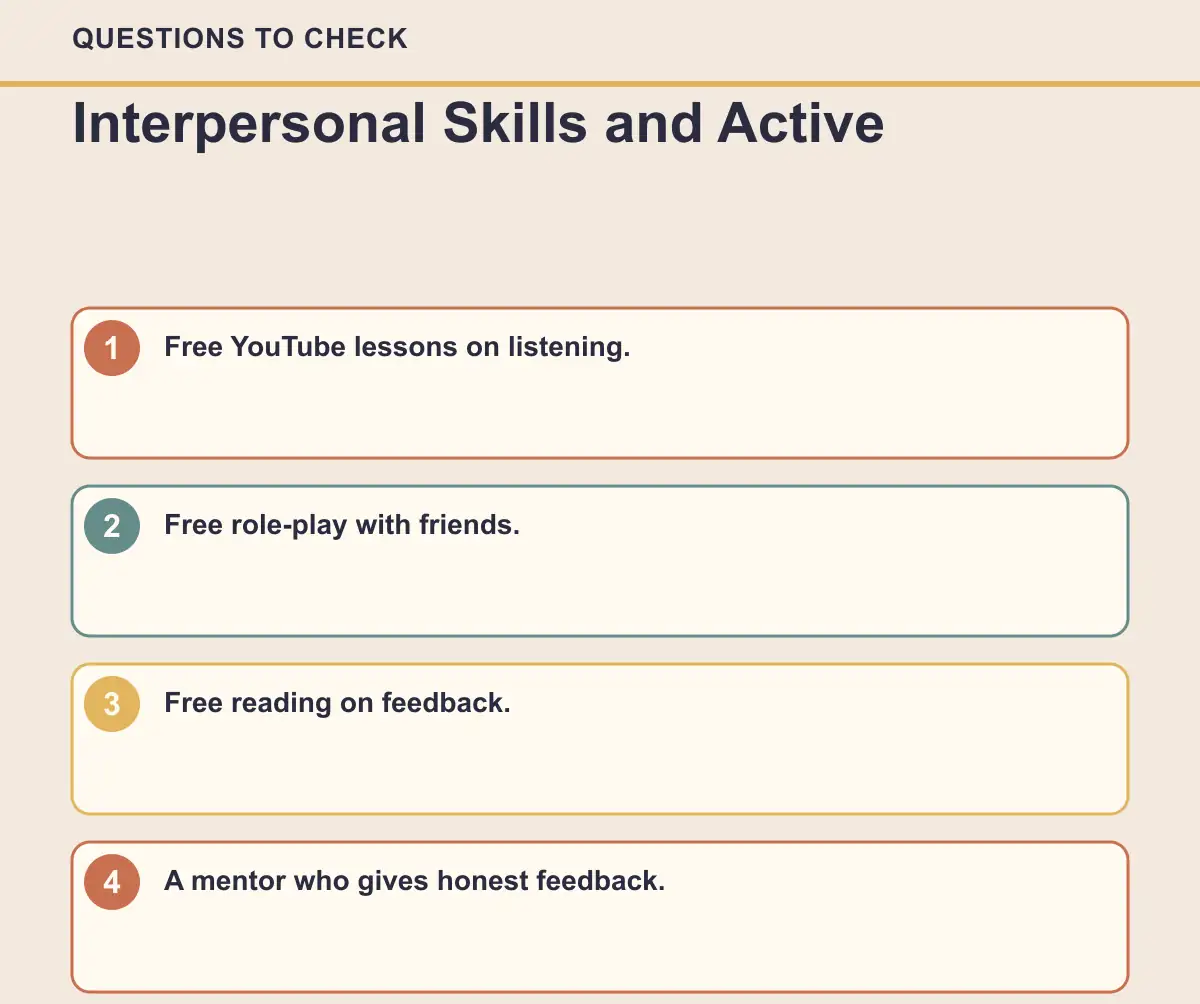 QUESTIONS TO CHECK
Interpersonal Skills and Active
1 Free YouTube lessons on listening.
2 Free role-play with friends.
3 Free reading on feedback.
4 A mentor who gives honest feedback.